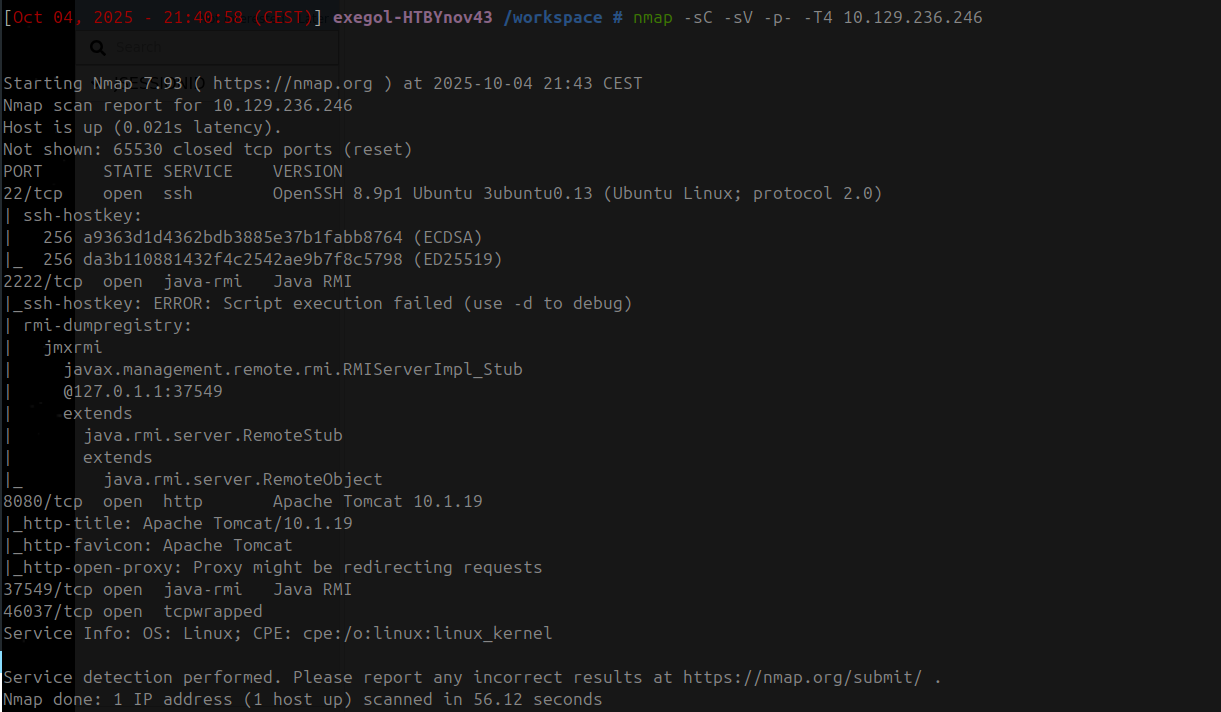 [Oct 04, 2025 - 21:40:58 (CEST)] exegol-HTBYnov43 /workspace # nmap -sC -sV -p- -T4 10.129.236.246
Search
Starting Nmap 7.93 ( https://nmap.org ) at 2025-10-04 21:43 CEST
Nmap scan report for 10.129.236.246
Host is up (0.021s latency).
Not shown: 65530 closed tcp ports (reset)
PORT      STATE SERVICE    VERSION
22/tcp    open  ssh        OpenSSH 8.9p1 Ubuntu 3ubuntu0.13 (Ubuntu Linux; protocol 2.0)
| ssh-hostkey:
|   256 a9363d1d4362bdb3885e37b1fabb8764 (ECDSA)
|_  256 da3b110881432f4c2542ae9b7f8c5798 (ED25519)
2222/tcp  open  java-rmi   Java RMI
|_ssh-hostkey: ERROR: Script execution failed (use -d to debug)
| rmi-dumpregistry:
|   jmxrmi
|     javax.management.remote.rmi.RMIServerImpl_Stub
|     @127.0.1.1:37549
|     extends
|       java.rmi.server.RemoteStub
|       extends
|_        java.rmi.server.RemoteObject
8080/tcp  open  http       Apache Tomcat 10.1.19
|_http-title: Apache Tomcat/10.1.19
|_http-favicon: Apache Tomcat
|_http-open-proxy: Proxy might be redirecting requests
37549/tcp open  java-rmi   Java RMI
46037/tcp open  tcpwrapped
Service Info: OS: Linux; CPE: cpe:/o:linux:linux_kernel
Service detection performed. Please report any incorrect results at https://nmap.org/submit/ .
Nmap done: 1 IP address (1 host up) scanned in 56.12 seconds